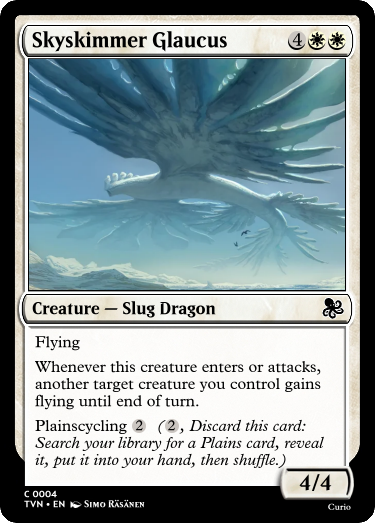 Skyskimmer Glaucus 4
Creature — Slug Dragon
Flying
Whenever this creature enters or attacks,
another target creature you control gains
flying until end of turn.
Plainscycling 2 (2, Discard this card:
Search your library for a Plains card, reveal
it, put it into your hand, then shuffle.)
4/4
C 0004
TVN • EN Simo Räsänen
Curio